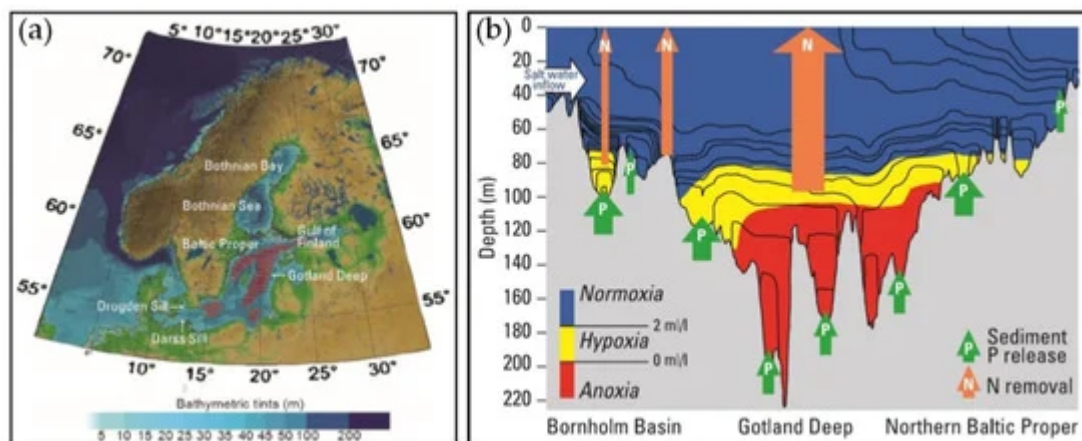 (a)
5° 10° 15° 20° 25° 30°
70°
70°
65°
65°
60°
60°
55°
55°
Bothnian Bay
Bothnian Sea
Baltic Proper
Gulf of
Finland
Gotland Deep
Drogden Sill
Darss Sill
10° 15° 20° 25°
Bathymetric tints (m)
5 10 15 20 25 35 40 45 50 100 200
(b)
Depth (m)
0
20
40
60
80
100
120
140
160
180
200
220
Salt water
inflow
N
N
N
P
P
P
P
P
P
P
P
Normoxia
2 ml/l
Hypoxia
0 ml/l
Anoxia
P Sediment
P release
N N removal
Bornholm Basin Gotland Deep Northern Baltic Proper